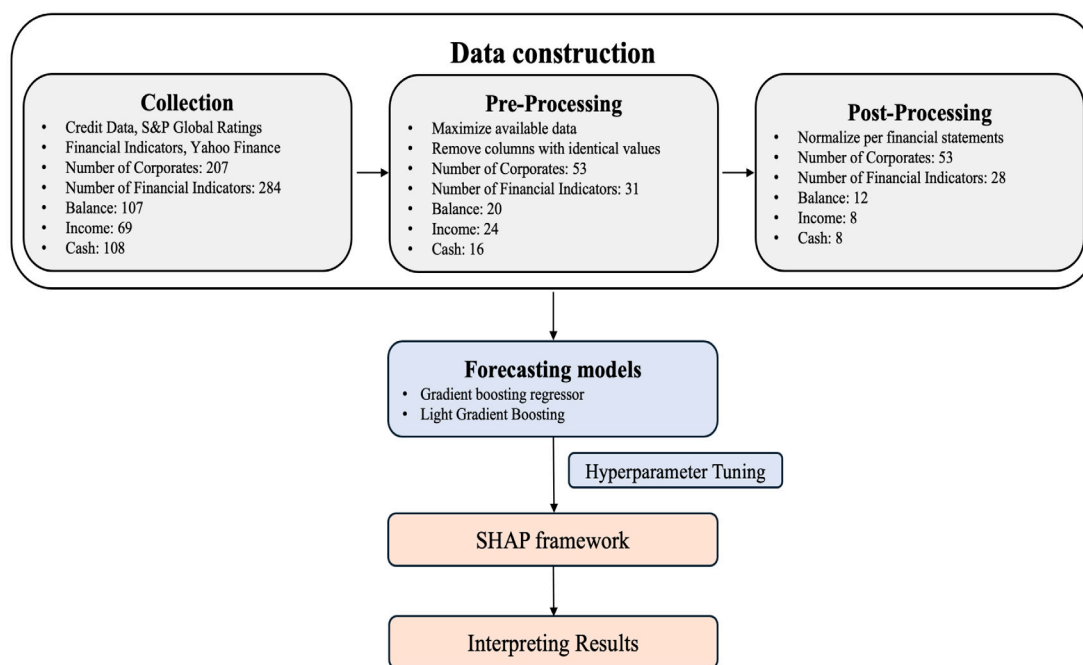 Data construction
Collection
• Credit Data, S&P Global Ratings
• Financial Indicators, Yahoo Finance
• Number of Corporates: 207
• Number of Financial Indicators: 284
• Balance: 107
• Income: 69
• Cash: 108
Pre-Processing
• Maximize available data
• Remove columns with identical values
• Number of Corporates: 53
• Number of Financial Indicators: 31
• Balance: 20
• Income: 24
• Cash: 16
Post-Processing
• Normalize per financial statements
• Number of Corporates: 53
• Number of Financial Indicators: 28
• Balance: 12
• Income: 8
• Cash: 8
Forecasting models
• Gradient boosting regressor
• Light Gradient Boosting
Hyperparameter Tuning
SHAP framework
Interpreting Results